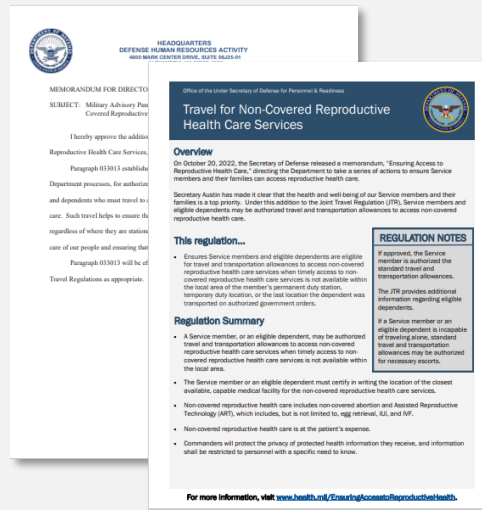 HEADQUARTERS
DEFENSE HUMAN RESOURCES ACTIVITY
4800 MARK CENTER DRIVE, SUITE 06J25-01
MEMORANDUM FOR DIRECTO
SUBJECT: Military Advisory Pan
Covered Reproductive
I hereby approve the additio
Reproductive Health Care Services,
Paragraph 033013 establishe
Department processes, for authorize
and dependents who must travel to
care. Such travel helps to ensure th
regardless of where they are station
care of our people and ensuring that
Paragraph 033013 will be ef
Travel Regulations as appropriate.
Office of the Under Secretary of Defense for Personnel & Readiness
Travel for Non-Covered Reproductive
Health Care Services
Overview
On October 20, 2022, the Secretary of Defense released a memorandum, "Ensuring Access to
Reproductive Health Care," directing the Department to take a series of actions to ensure Service
members and their families can access reproductive health care.
Secretary Austin has made it clear that the health and well-being of our Service members and their
families is a top priority. Under this addition to the Joint Travel Regulation (JTR), Service members and
eligible dependents may be authorized travel and transportation allowances to access non-covered
reproductive health care.
This regulation...
• Ensures Service members and eligible dependents are eligible
for travel and transportation allowances to access non-covered
reproductive health care services when timely access to non-
covered reproductive health care services is not available within
the local area of the member's permanent duty station,
temporary duty location, or the last location the dependent was
transported on authorized government orders.
Regulation Summary
• A Service member, or an eligible dependent, may be authorized
travel and transportation allowances to access non-covered
reproductive health care services when timely access to non-
covered reproductive health care services is not available within
the local area.
REGULATION NOTES
If approved, the Service
member is authorized the
standard travel and
transportation allowances.
The JTR provides additional
information regarding eligible
dependents.
If a Service member or an
eligible dependent is incapable
of traveling alone, standard
travel and transportation
allowances may be authorized
for necessary escorts.
• The Service member or an eligible dependent must certify in writing the location of the closest
available, capable medical facility for the non-covered reproductive health care services.
• Non-covered reproductive health care includes non-covered abortion and Assisted Reproductive
Technology (ART), which includes, but is not limited to, egg retrieval, IUI, and IVF.
• Non-covered reproductive health care is at the patient's expense.
• Commanders will protect the privacy of protected health information they receive, and information
shall be restricted to personnel with a specific need to know.
For more information, visit www.health.mil/EnsuringAccesstoReproductiveHealth.